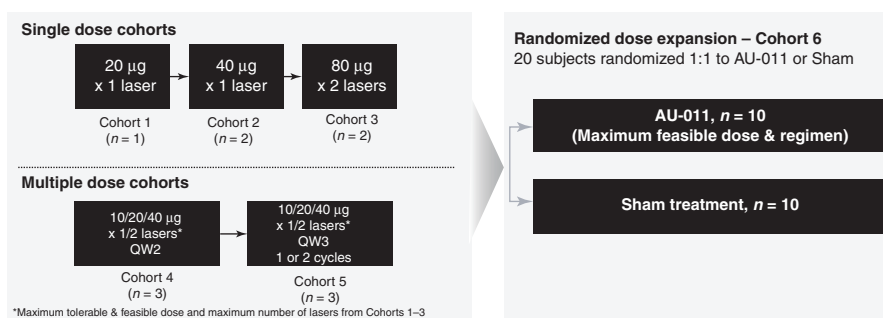 Single dose cohorts
20 µg
x 1 laser
Cohort 1
(n = 1)
40 µg
x 1 laser
Cohort 2
(n = 2)
80 µg
x 2 lasers
Cohort 3
(n = 2)
Multiple dose cohorts
10/20/40 µg
x 1/2 lasers*
QW2
Cohort 4
(n = 3)
10/20/40 µg
x 1/2 lasers*
QW3
1 or 2 cycles
Cohort 5
(n = 3)
*Maximum tolerable & feasible dose and maximum number of lasers from Cohorts 1–3
Randomized dose expansion – Cohort 6
20 subjects randomized 1:1 to AU-011 or Sham
AU-011, n = 10
(Maximum feasible dose & regimen)
Sham treatment, n = 10